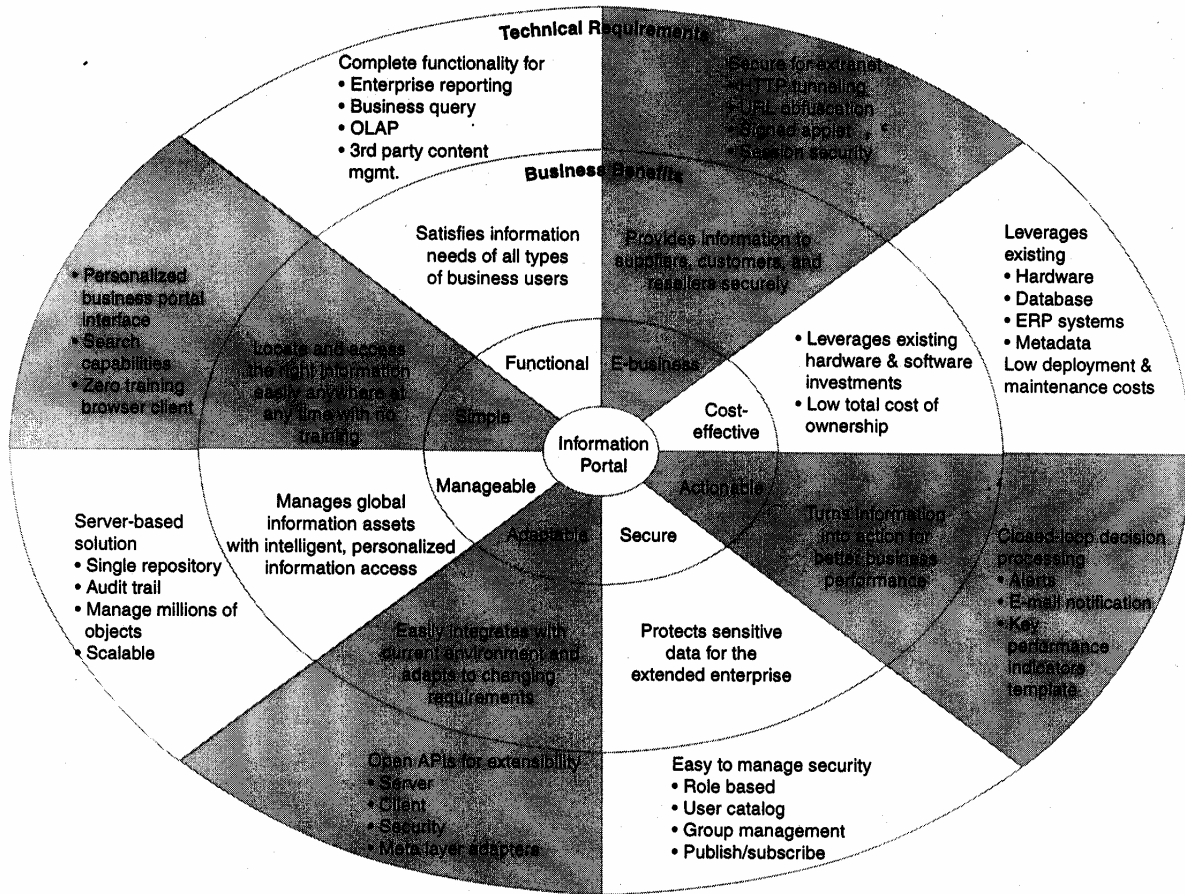 Technical Requirements
Complete functionality for
• Enterprise reporting
• Business query
• OLAP
• 3rd party content
mgmt.
Secure for extranet
• HTTP tunneling
• URL obfuscation
• Signed applet
• Session security
Business Benefits
Satisfies information
needs of all types
of business users
Provides information to
suppliers, customers, and
resellers securely
Functional
E-business
Leverages
existing
• Hardware
• Database
• ERP systems
• Metadata
Low deployment &
maintenance costs
• Leverages existing
hardware & software
investments
• Low total cost of
ownership
Cost-
effective
• Personalized
business portal
interface
• Search
capabilities
• Zero training
browser client
Locate and access
the right information
easily anywhere at
any time with no
training
Simple
Information
Portal
Manageable
Manages global
information assets
with intelligent, personalized
information access
Server-based
solution
• Single repository
• Audit trail
• Manage millions of
objects
• Scalable
Adaptable
Easily integrates with
current environment and
adapts to changing
requirements
Open APIs for extensibility
• Server
• Client
• Security
• Meta layer adapters
Secure
Protects sensitive
data for the
extended enterprise
Easy to manage security
• Role based
• User catalog
• Group management
• Publish/subscribe
Actionable
Turns information
into action for
better business
performance
Closed-loop decision
processing
• Alerts
• E-mail notification
• Key
performance
indicators
template